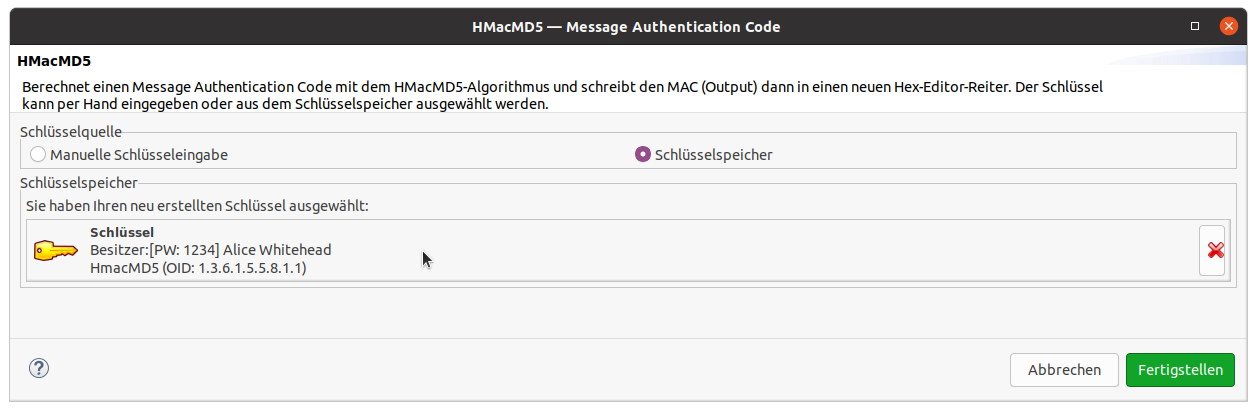 HMacMD5 — Message Authentication Code
HMacMD5
Berechnet einen Message Authentication Code mit dem HMacMD5-Algorithmus und schreibt den MAC (Output) dann in einen neuen Hex-Editor-Reiter. Der Schlüssel
kann per Hand eingegeben oder aus dem Schlüsselspeicher ausgewählt werden.
Schlüsselquelle
Manuelle Schlüsseleingabe
Schlüsselspeicher
Schlüsselspeicher
Sie haben Ihren neu erstellten Schlüssel ausgewählt:
Schlüssel
Besitzer:[PW: 1234] Alice Whitehead
HmacMD5 (OID: 1.3.6.1.5.5.8.1.1)
?
Abbrechen
Fertigstellen